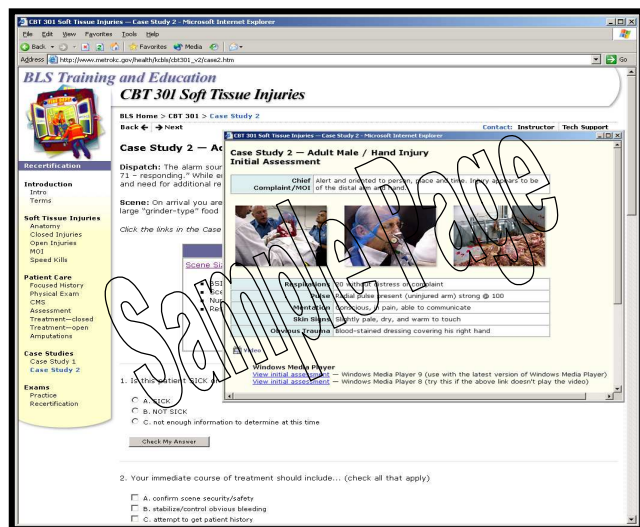 CBT 301 Soft Tissue Injuries — Case Study 2 - Microsoft Internet Explorer
File Edit View Favorites Tools Help
Back Favorites Media
Address http://www.metrokc.gov/health/kcbls/cbt301_v2/case2.htm Go
BLS Training and Education
CBT 301 Soft Tissue Injuries
BLS Home > CBT 301 > Case Study 2
Back Next
Contact: Instructor Tech Support
Recertification
Introduction
Intro
Terms
Soft Tissue Injuries
Anatomy
Closed Injuries
Open Injuries
MOI
Speed Kills
Patient Care
Focused History
Physical Exam
CMS
Assessment
Treatment—closed
Treatment—open
Amputations
Case Studies
Case Study 1
Case Study 2
Exams
Practice
Recertification
Case Study 2 —
Dispatch: The alarm
71 - responding." While
and need for additional
Scene: On arrival you are
large "grinder-type" food
Click the links in the Case
Scene
BSI
1. Is this patient SICK
A. SICK
B. NOT SICK
C. not enough information to determine at this time
Check My Answer
2. Your immediate course of treatment should include... (check all that apply)
A. confirm scene security/safety
B. stabilize/control obvious bleeding
C. attempt to get patient history
CBT 301 Soft Tissue Injuries - Case Study 2 - Microsoft Internet Explorer
Case Study 2 — Adult Male / Hand Injury
Initial Assessment
Chief Complaint/MOI Alert and oriented to person, place and time. Injury appears to be
of the distal arm and hand.
Respirations 20 without distress or complaint
Pulse Radial pulse present (uninjured arm) strong @ 100
Mentation Conscious, in pain, able to communicate
Skin Signs Slightly pale, dry, and warm to touch
Obvious Trauma Blood-stained dressing covering his right hand
Video
Windows Media Player
View initial assessment — Windows Media Player 9 (use with the latest version of Windows Media Player)
View initial assessment — Windows Media Player 8 (try this if the above link doesn't play the video)
Sample Page